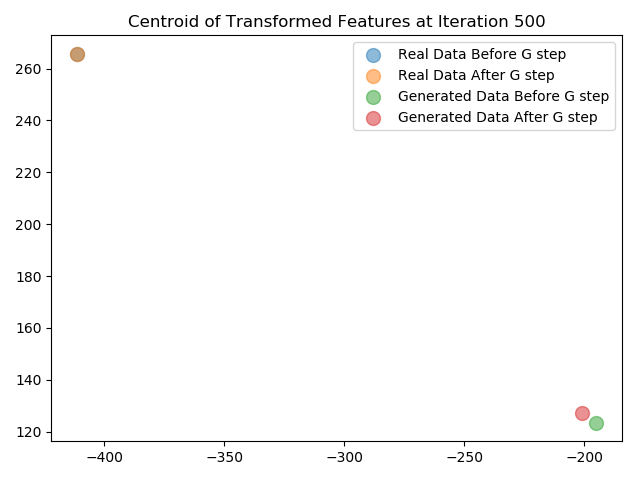 Centroid of Transformed Features at Iteration 500
Real Data Before G step
Real Data After G step
Generated Data Before G step
Generated Data After G step
260
240
220
200
180
160
140
120
−400
−350
−300
−250
−200